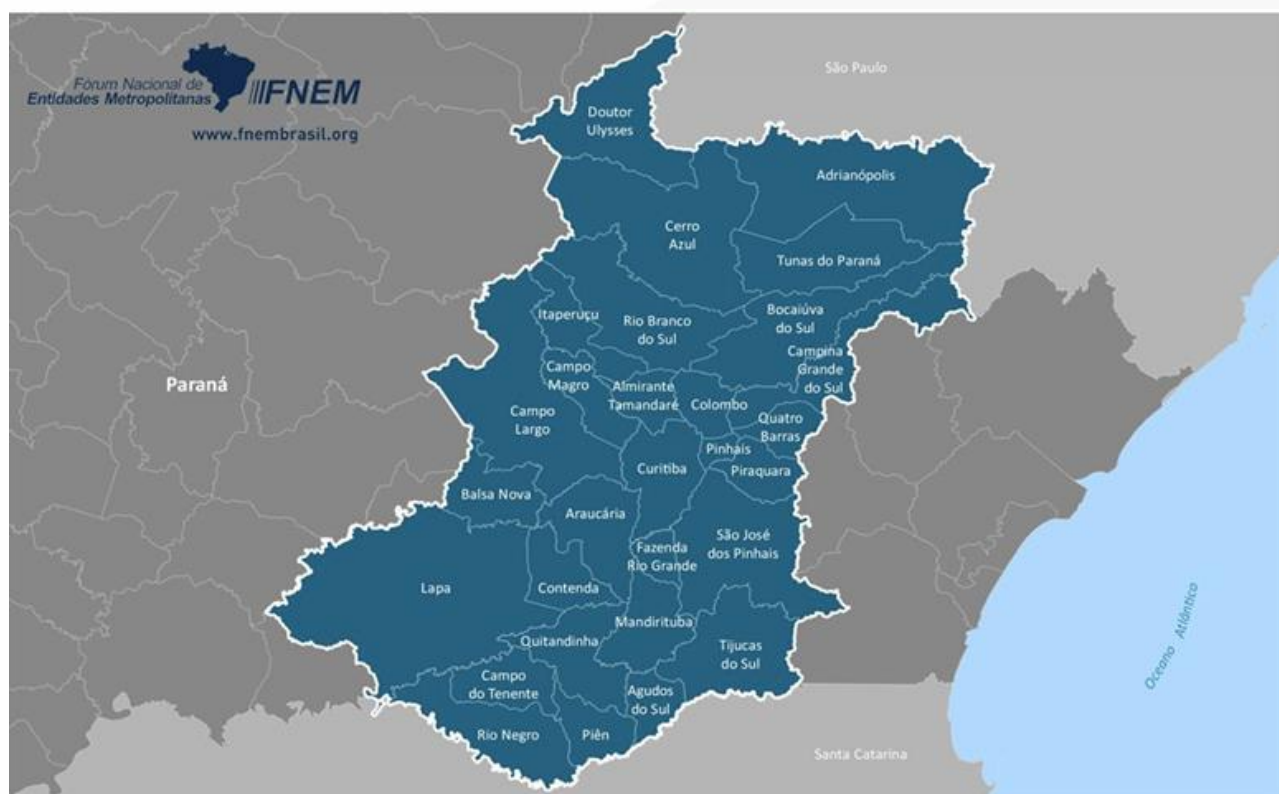 Fórum Nacional de
Entidades Metropolitanas
FNEM
www.fnembrasil.org
São Paulo
Doutor
Ulysses
Adrianópolis
Cerro
Azul
Tunas do Paraná
Itaperuçu
Rio Branco
do Sul
Bocaiúva
do Sul
Campina
Grande
do Sul
Paraná
Campo
Magro
Almirante
Tamandaré
Colombo
Quatro
Barras
Campo
Largo
Pinhais
Curitiba
Piraquara
Balsa Nova
Araucária
São José
dos Pinhais
Fazenda
Rio Grande
Lapa
Contenda
Mandirituba
Quitandinha
Tijucas
do Sul
Campo
do Tenente
Agudos
do Sul
Rio Negro
Piên
Santa Catarina
Oceano Atlântico